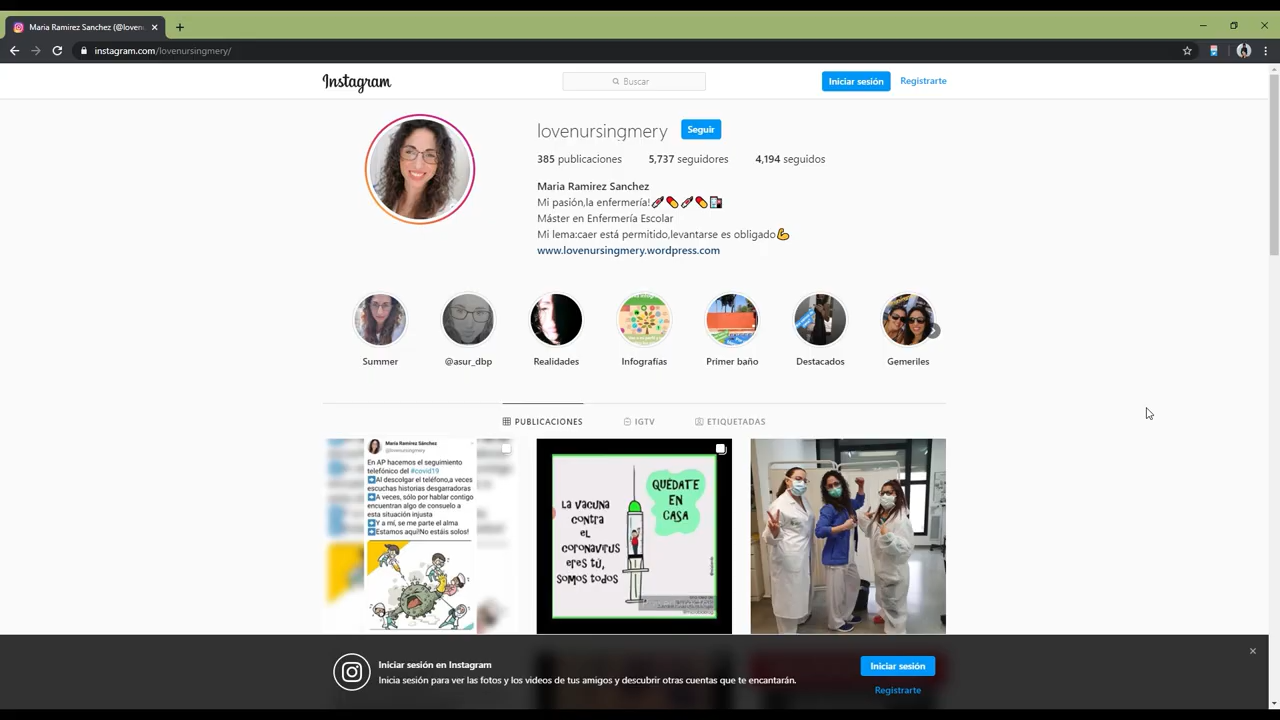 Maria Ramirez Sanchez (@loven
instagram.com/lovenursingmery/
Instagram
Buscar
Iniciar sesión
Registrarte
lovenursingmery
Seguir
385 publicaciones
5,737 seguidores
4,194 seguidos
Maria Ramirez Sanchez
Mi pasión,la enfermería!
Máster en Enfermería Escolar
Mi lema:caer está permitido,levantarse es obligado
www.lovenursingmery.wordpress.com
Summer
@asur_dbp
Realidades
Infografías
Primer baño
Destacados
Gemeriles
PUBLICACIONES
IGTV
ETIQUETADAS
Maria Ramírez Sánchez
@lovenursingmery
En AP hacemos el seguimiento
telefónico del #covid19
Al descolgar el teléfono,a veces
escuchas historias desgarradoras
A veces, sólo por hablar contigo
encuentran algo de consuelo a
esta situación injusta
Y a mí, se me parte el alma
Estamos aquí!No estáis solos!
LA VACUNA
CONTRA
EL
CORONAVIRUS
ERES TÚ,
SOMOS TODOS
QUÉDATE
EN
CASA
Iniciar sesión en Instagram
Inicia sesión para ver las fotos y los videos de tus amigos y descubrir otras cuentas que te encantarán.
Iniciar sesión
Registrarte